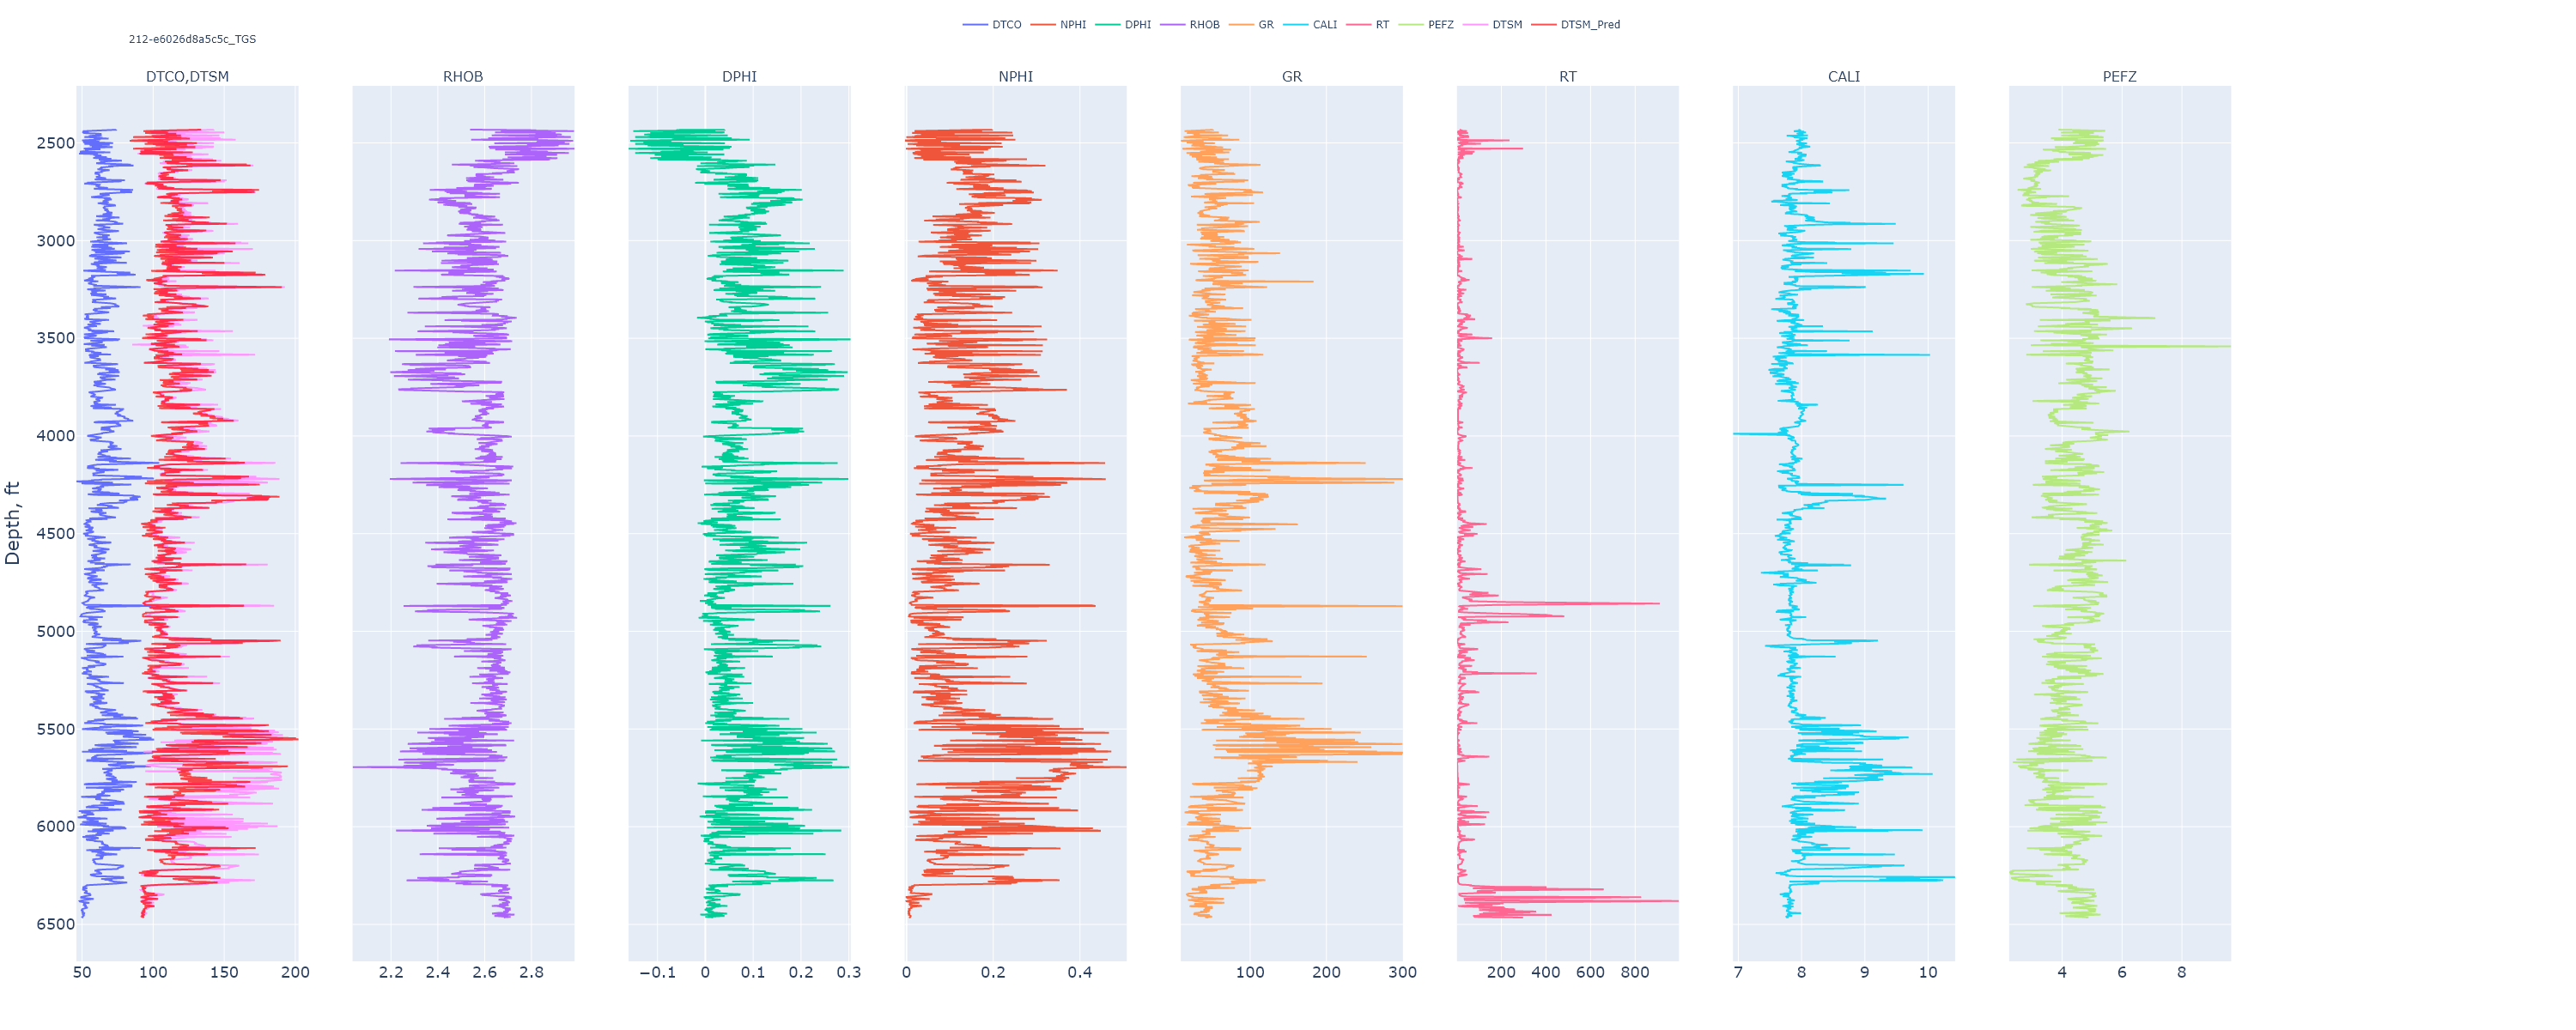 DTCO NPHI DPHI RHOB GR CALI RT PEFZ DTSM DTSM_Pred
212-e6026d8a5c5c_TGS
DTCO,DTSM RHOB DPHI NPHI GR RT CALI PEFZ
Depth, ft
2500
3000
3500
4000
4500
5000
5500
6000
6500
50 100 150 200 2.2 2.4 2.6 2.8 −0.1 0 0.1 0.2 0.3 0 0.2 0.4 100 200 300 200 400 600 800 7 8 9 10 4 6 8